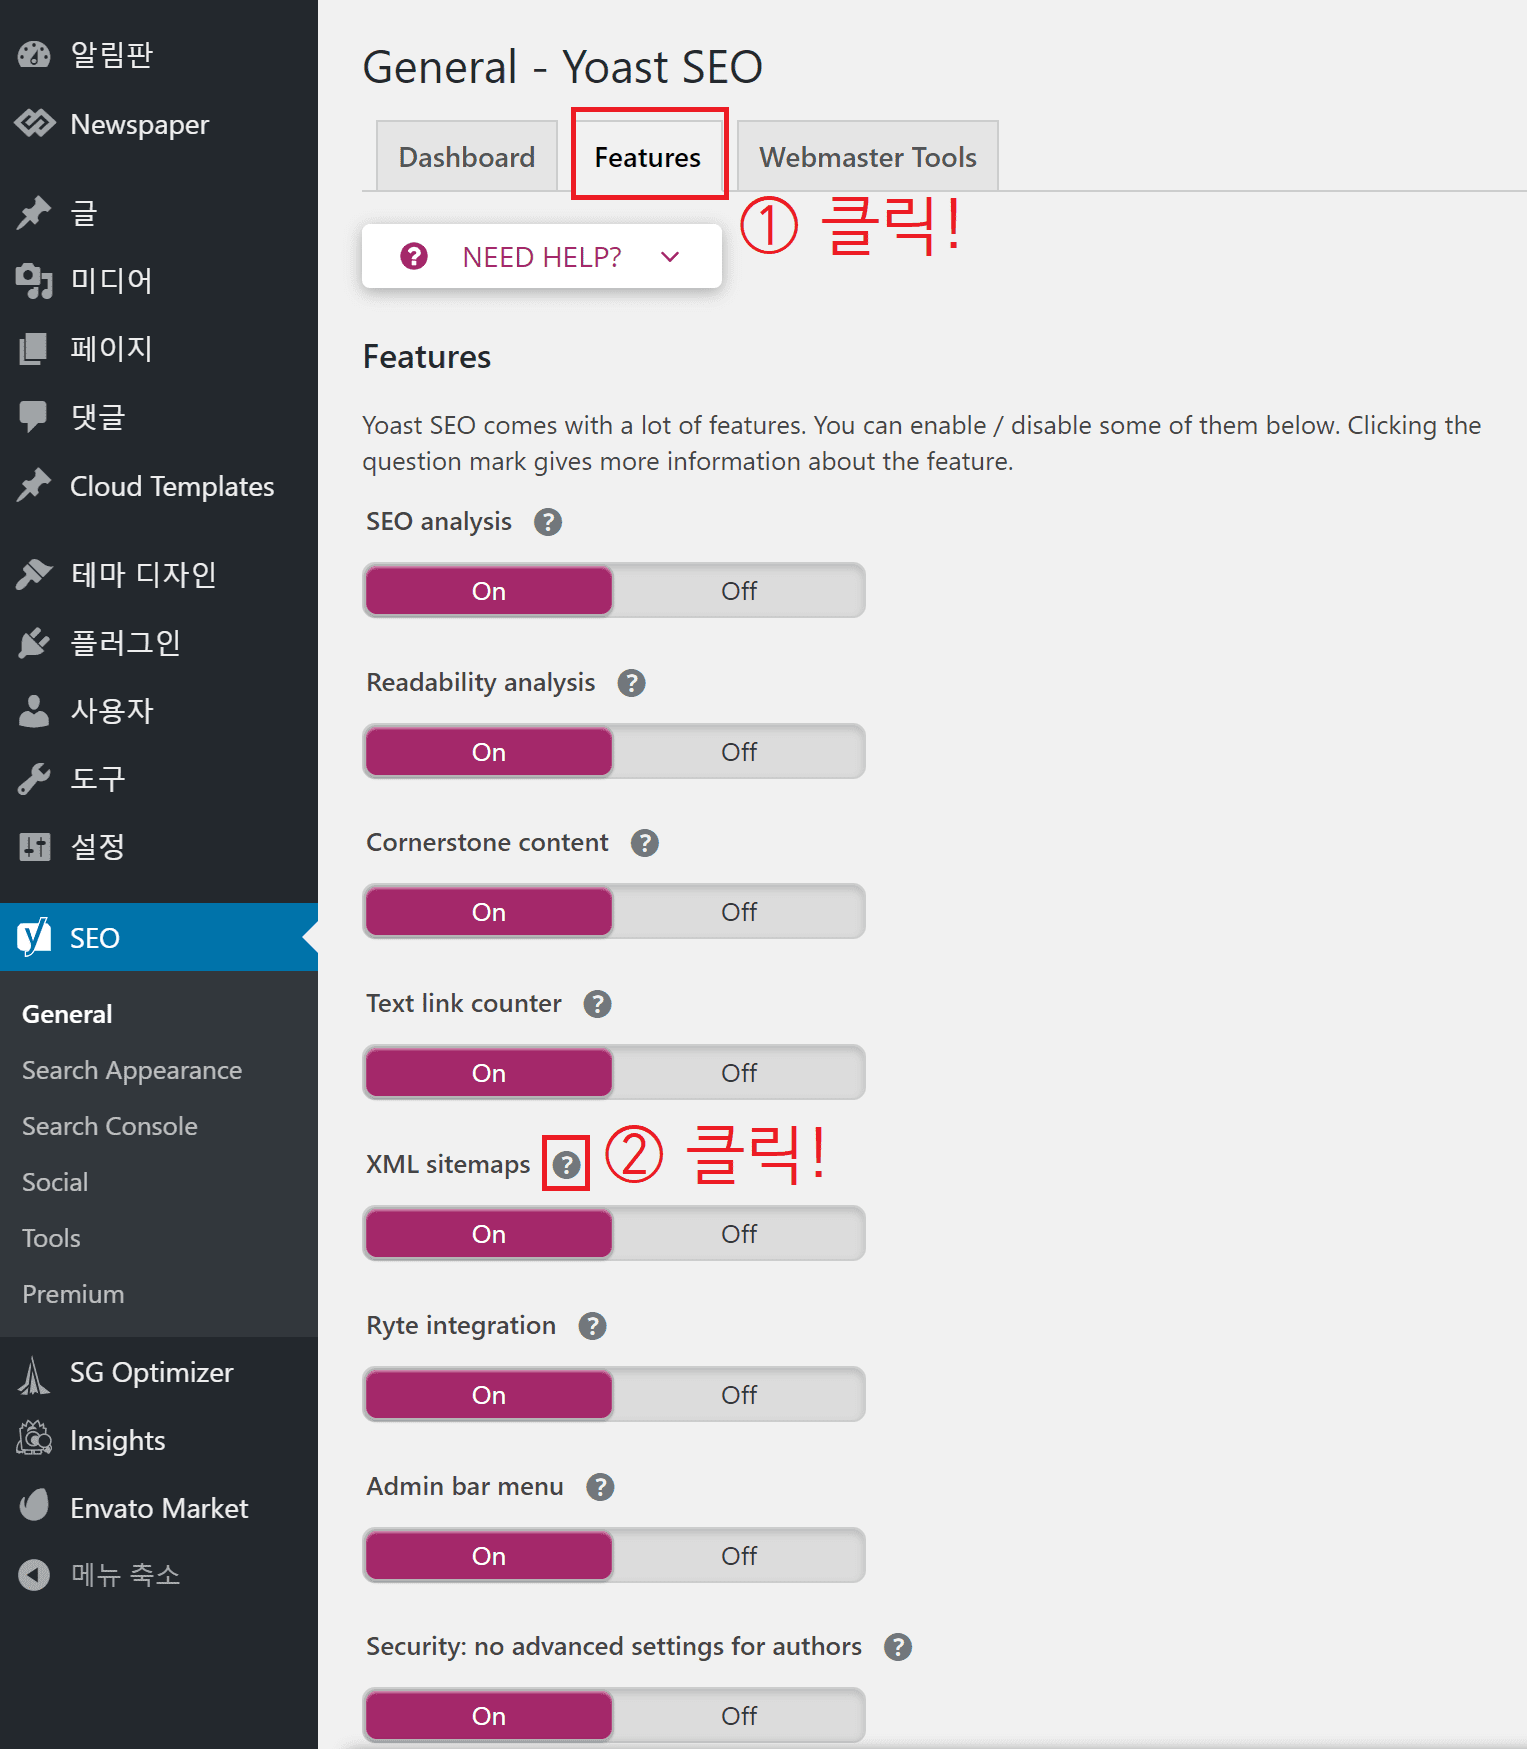 알림판
Newspaper
글
미디어
페이지
댓글
Cloud Templates
테마 디자인
플러그인
사용자
도구
설정
SEO
General
Search Appearance
Search Console
Social
Tools
Premium
SG Optimizer
Insights
Envato Market
메뉴 축소
General - Yoast SEO
Dashboard
Features
Webmaster Tools
① 클릭!
? NEED HELP?
Features
Yoast SEO comes with a lot of features. You can enable / disable some of them below. Clicking the
question mark gives more information about the feature.
SEO analysis ?
On Off
Readability analysis ?
On Off
Cornerstone content ?
On Off
Text link counter ?
On Off
XML sitemaps ? ② 클릭!
On Off
Ryte integration ?
On Off
Admin bar menu ?
On Off
Security: no advanced settings for authors ?
On Off